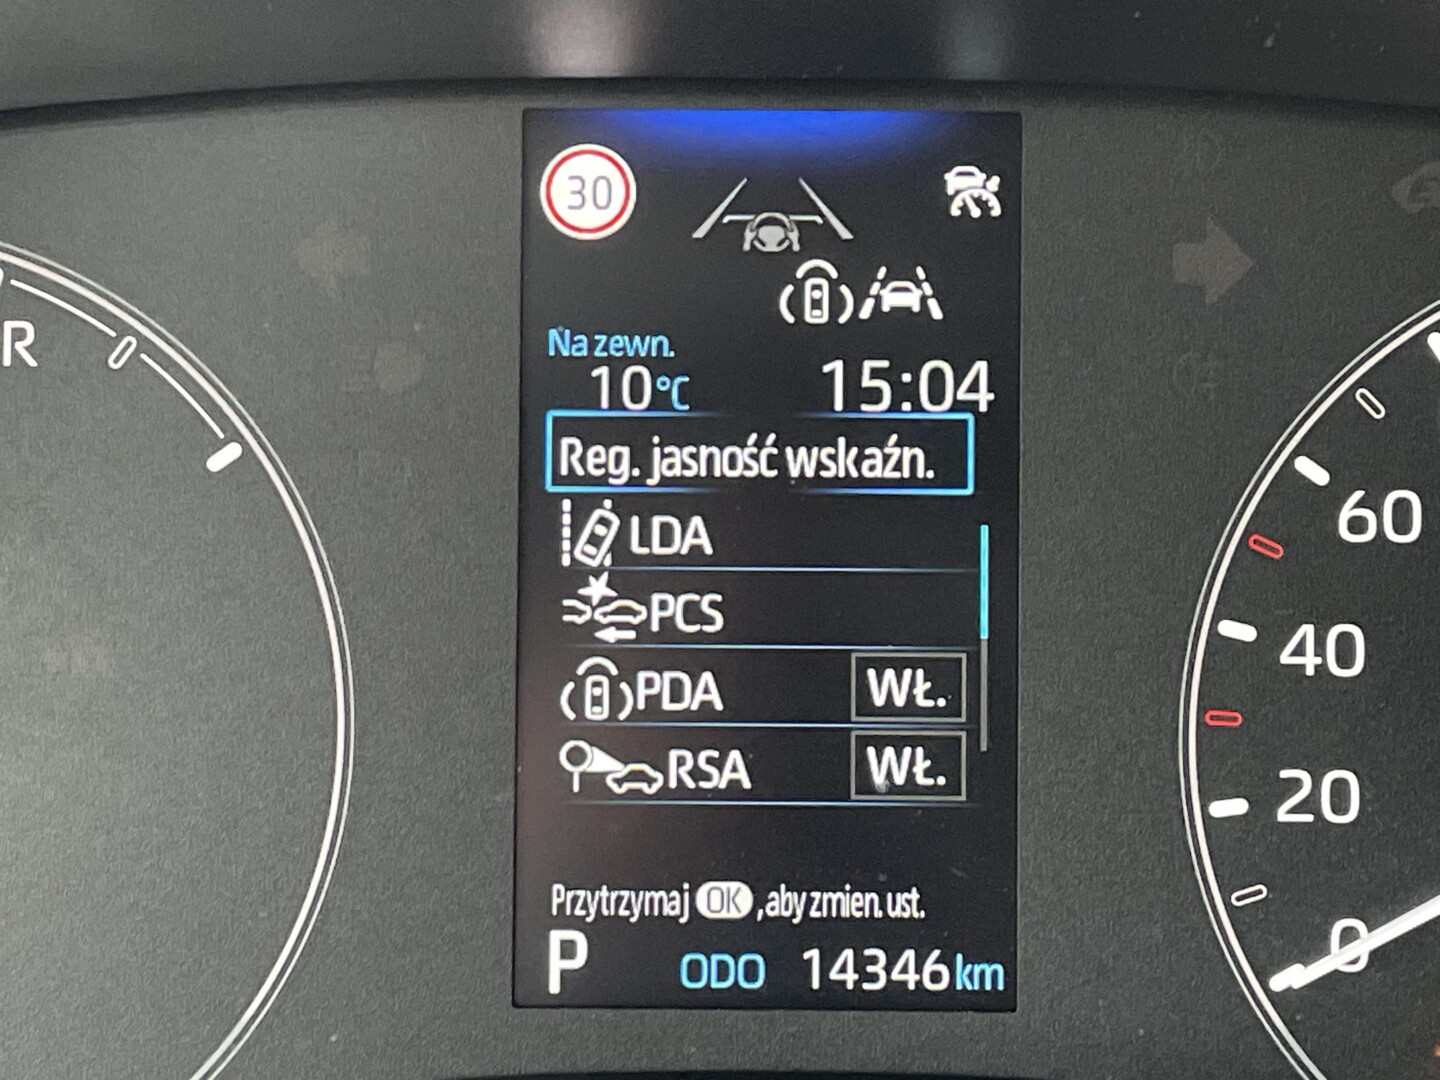 30
Na zewn.
10°C 15:04
Reg. jasność wskaźn.
LDA
PCS
PDA WŁ.
RSA WŁ.
Przytrzymaj OK ,aby zmien. ust.
P ODO 14346 km
R
60
40
20
0